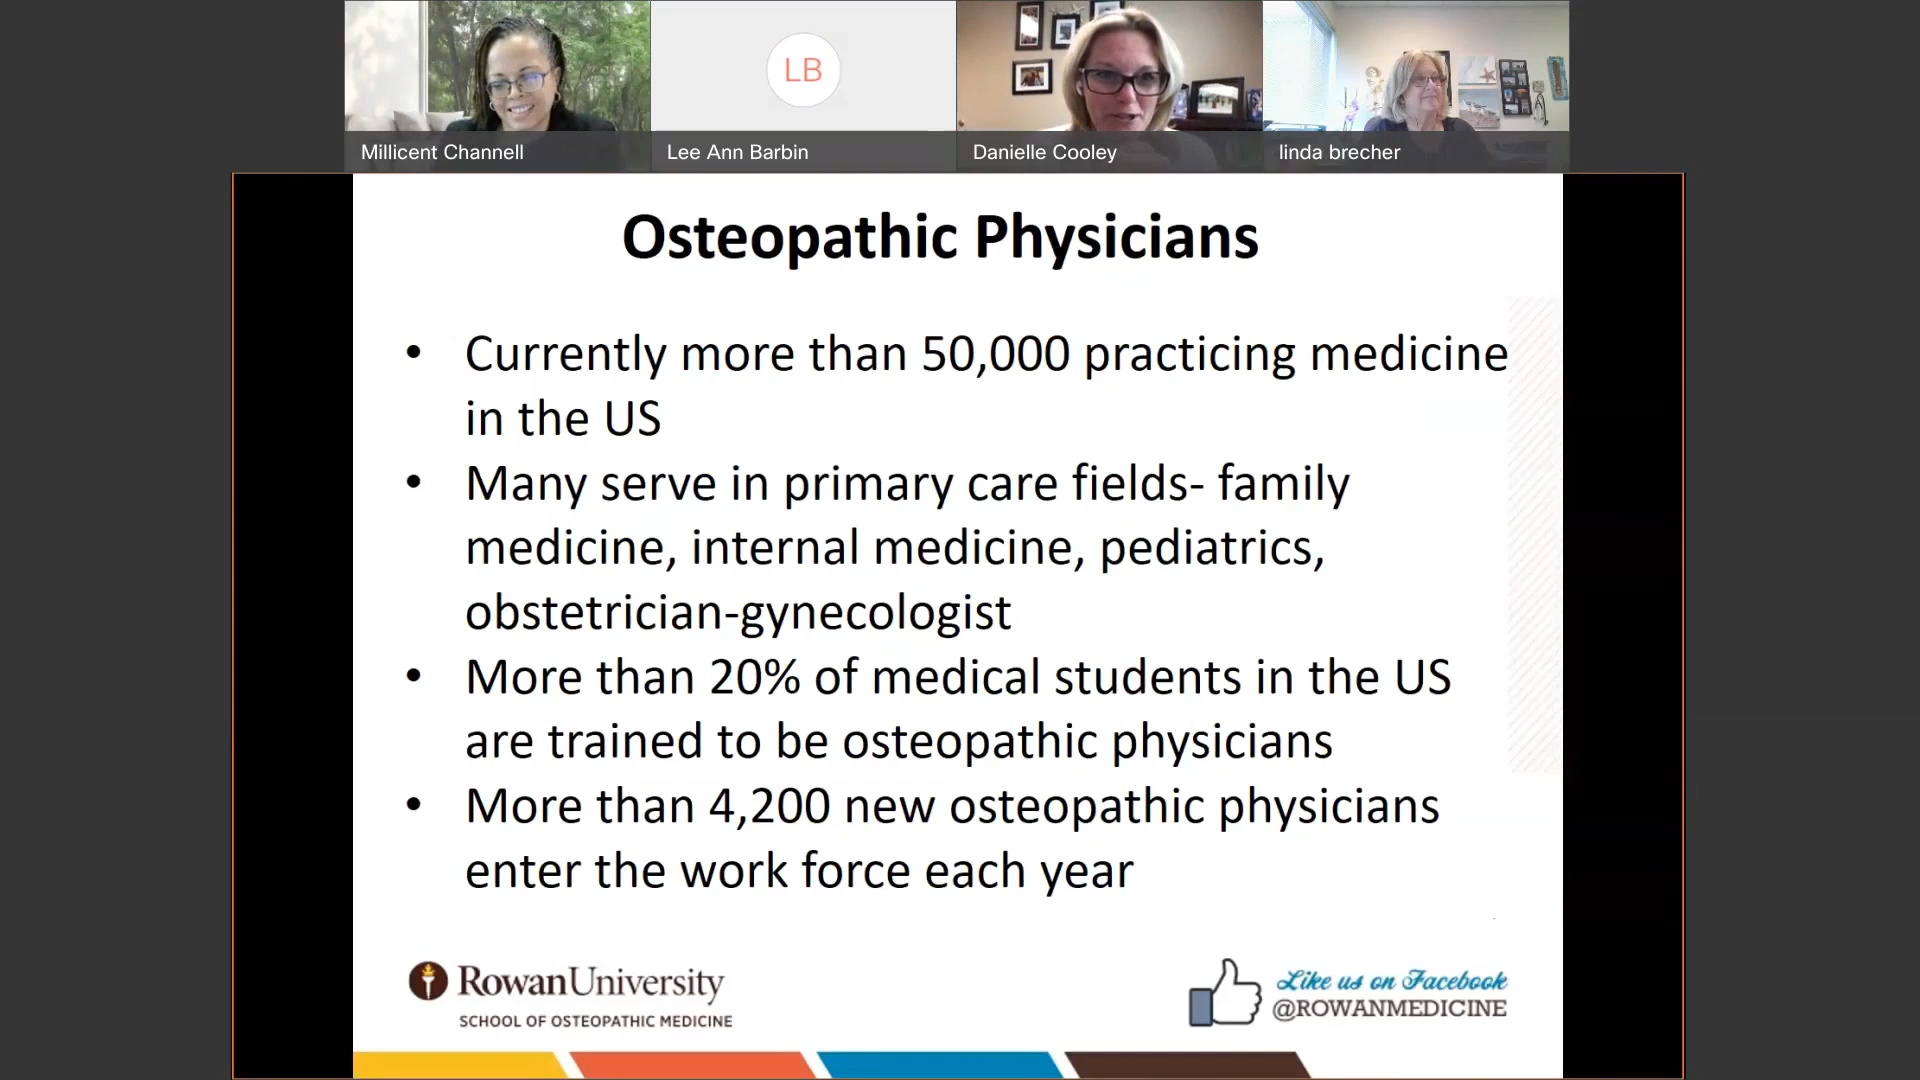 LB
Millicent Channell
Lee Ann Barbin
Danielle Cooley
linda brecher
Osteopathic Physicians
• Currently more than 50,000 practicing medicine
in the US
• Many serve in primary care fields- family
medicine, internal medicine, pediatrics,
obstetrician-gynecologist
• More than 20% of medical students in the US
are trained to be osteopathic physicians
• More than 4,200 new osteopathic physicians
enter the work force each year
RowanUniversity
SCHOOL OF OSTEOPATHIC MEDICINE
Like us on Facebook
@ROWANMEDICINE